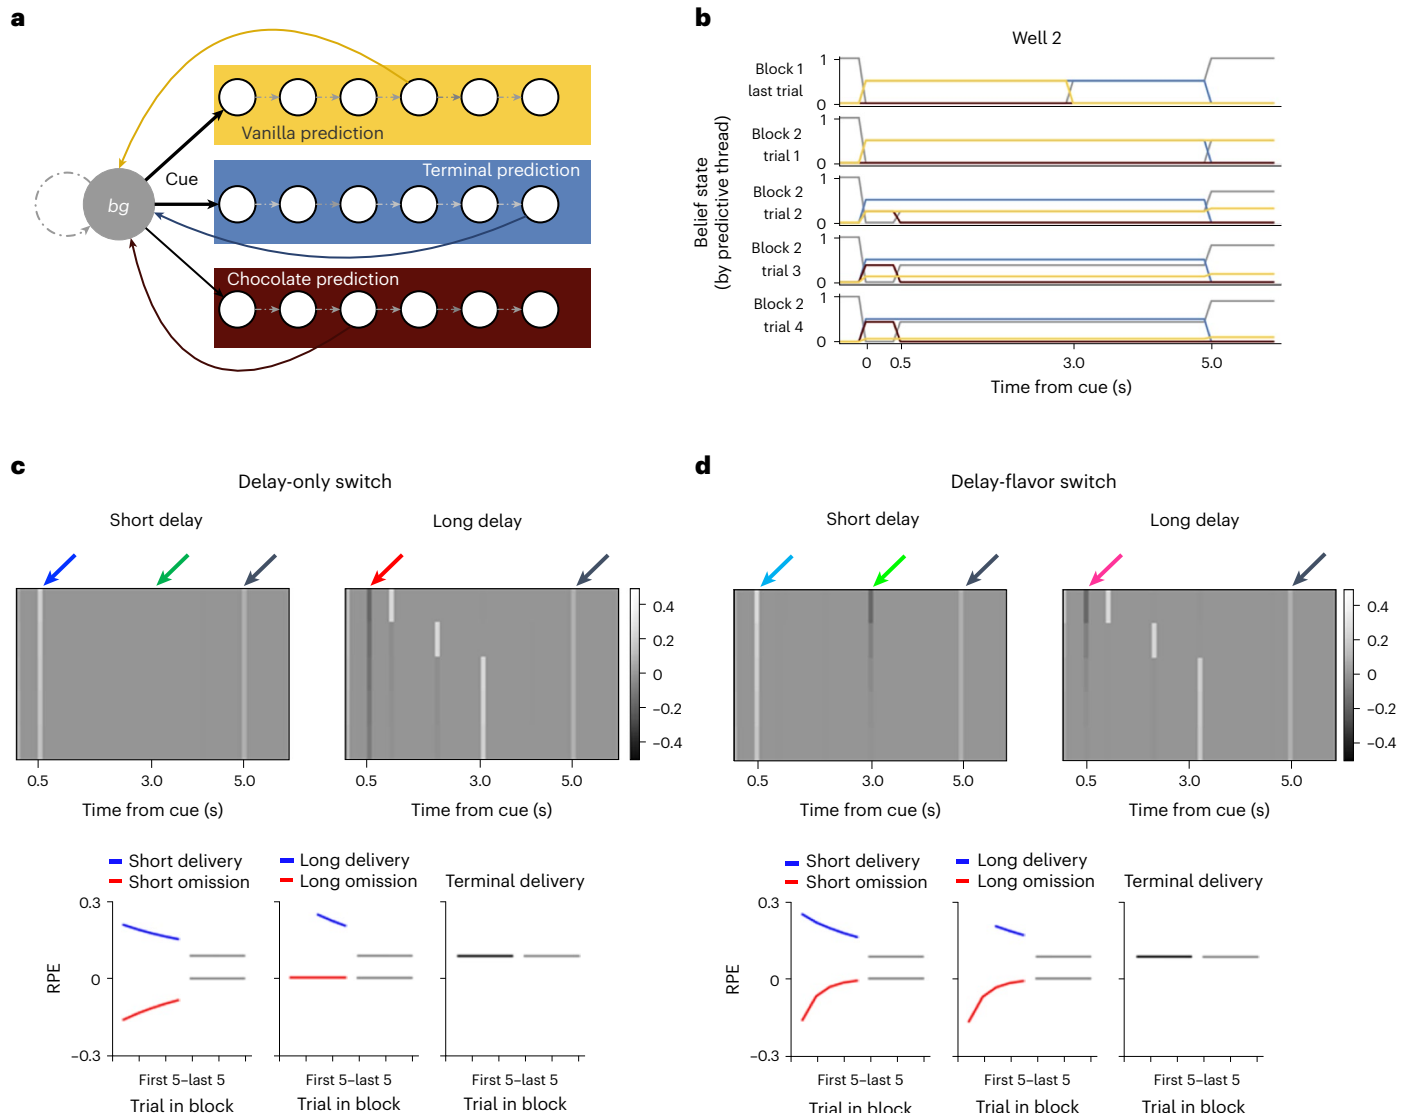 a
Vanilla prediction
Terminal prediction
Cue
bg
Chocolate prediction
b
Well 2
Belief state
(by predictive thread)
Block 1
last trial
1
0
Block 2
trial 1
1
0
Block 2
trial 2
1
0
Block 2
trial 3
1
0
Block 2
trial 4
1
0
0 0.5 3.0 5.0
Time from cue (s)
c
Delay-only switch
Short delay Long delay
0.4
0.2
0
−0.2
−0.4
0.5 3.0 5.0 0.5 3.0 5.0
Time from cue (s) Time from cue (s)
Short delivery
Short omission
Long delivery
Long omission
Terminal delivery
RPE
0.3
0
−0.3
First 5–last 5 First 5–last 5 First 5–last 5
Trial in block Trial in block Trial in block
d
Delay-flavor switch
Short delay Long delay
0.4
0.2
0
−0.2
−0.4
0.5 3.0 5.0 0.5 3.0 5.0
Time from cue (s) Time from cue (s)
Short delivery
Short omission
Long delivery
Long omission
Terminal delivery
RPE
0.3
0
−0.3
First 5–last 5 First 5–last 5 First 5–last 5
Trial in block Trial in block Trial in block